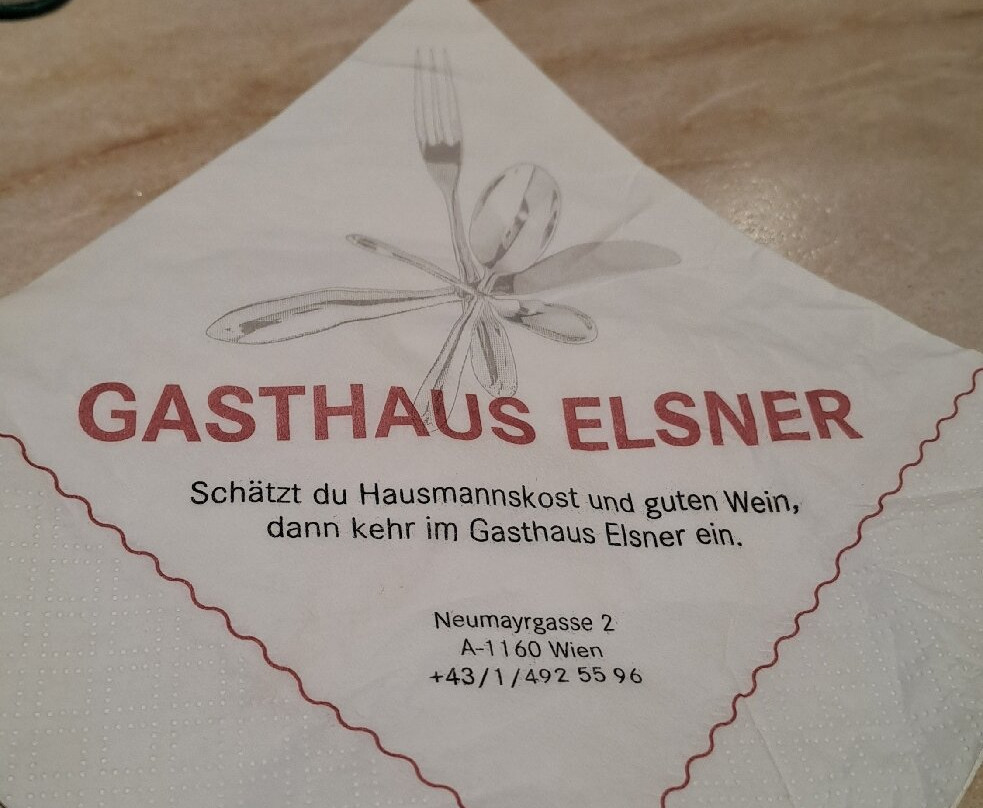 GASTHAUS ELSNER
Schätzt du Hausmannskost und guten Wein,
dann kehr im Gasthaus Elsner ein.
Neumayrgasse 2
A-1160 Wien
+43/1/492 55 96